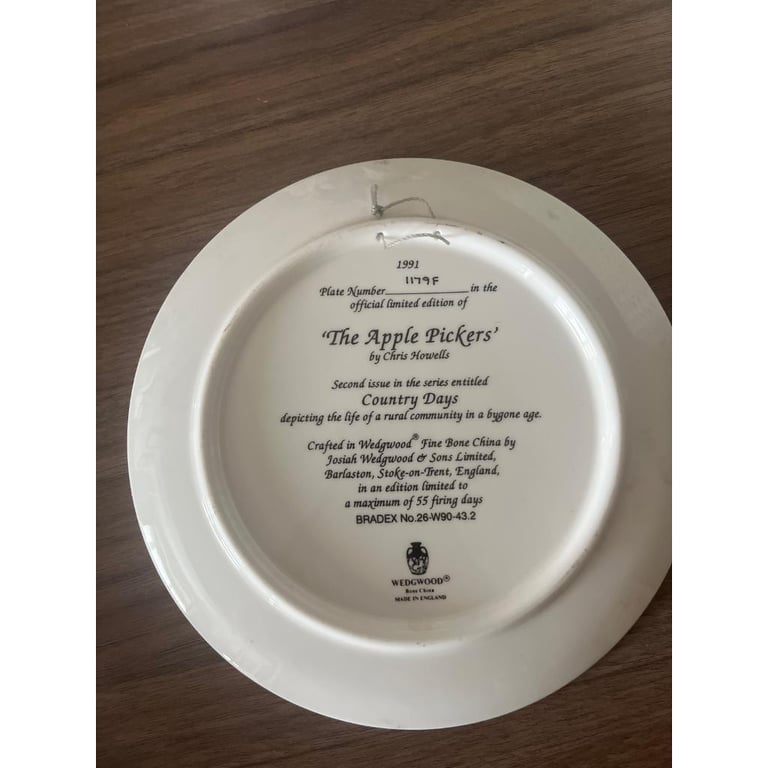 1991
Plate Number 1179F in the
official limited edition of
'The Apple Pickers'
by Chris Howells
Second issue in the series entitled
Country Days
depicting the life of a rural community in a bygone age.
Crafted in Wedgwood® Fine Bone China by
Josiah Wedgwood & Sons Limited,
Barlaston, Stoke-on-Trent, England,
in an edition limited to
a maximum of 55 firing days
BRADEX No.26-W90-43.2
WEDGWOOD®
Bone China
MADE IN ENGLAND